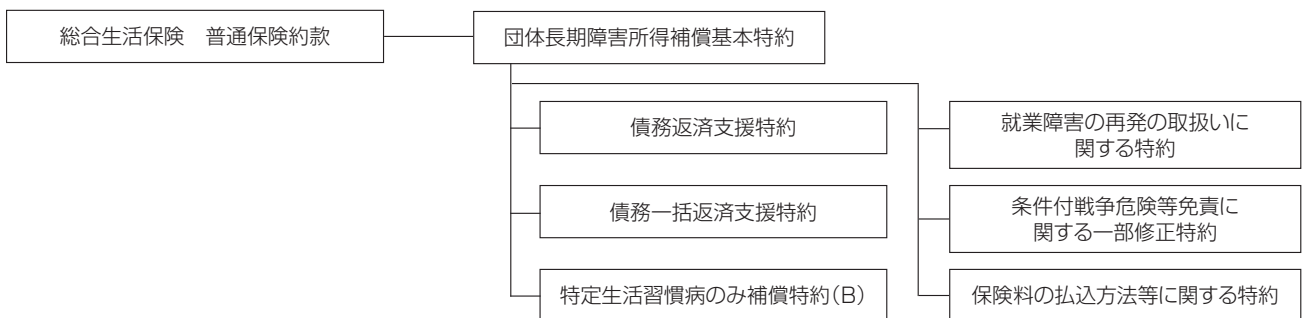 総合生活保険　普通保険約款
団体長期障害所得補償基本特約
債務返済支援特約
債務一括返済支援特約
特定生活習慣病のみ補償特約(B)
就業障害の再発の取扱いに
関する特約
条件付戦争危険等免責に
関する一部修正特約
保険料の払込方法等に関する特約